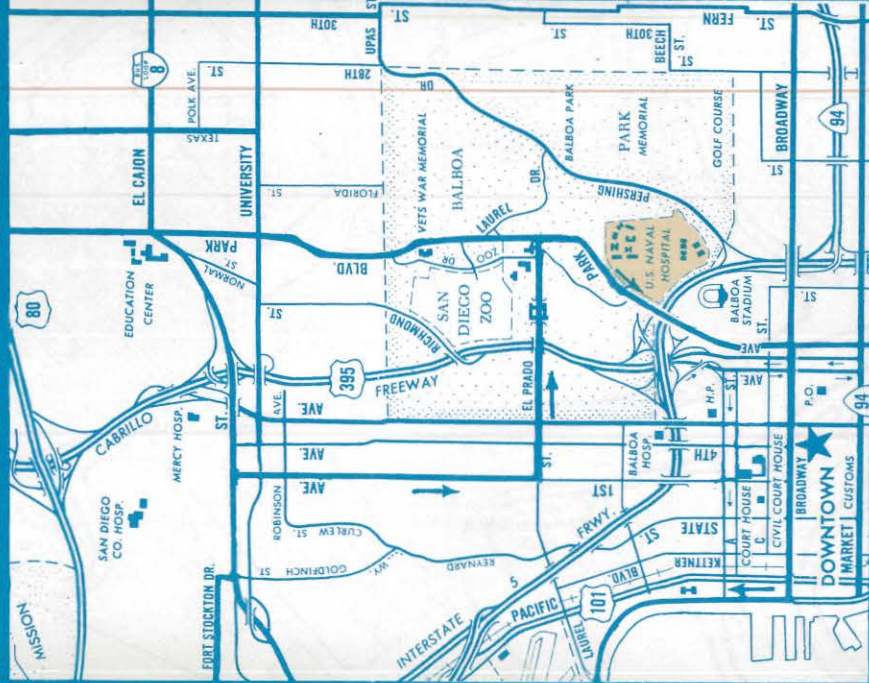 30TH
ST.
UPAS
ST.
30TH
ST.
FERN
ST.
BEECH
ST.
BUS
LOOP
8
POLK AVE.
28TH
ST.
DR.
TEXAS
EL CAJON
UNIVERSITY
FLORIDA
ST.
VETS WAR MEMORIAL
BALBOA
BALBOA PARK
PARK
MEMORIAL
GOLF COURSE
BROADWAY
ST.
94
PERSHING
DR.
LAUREL
PARK
BLVD.
ZOO
DR.
PARK
U.S. NAVAL
HOSPITAL
EDUCATION
CENTER
NORMAL
ST.
80
ST.
RICHMOND
SAN
DIEGO
ZOO
BALBOA
STADIUM
ST.
ST.
AVE
395
FREEWAY
EL PRADO
AVE.
H.P.
ST.
AVE.
P.O.
94
CABRILLO
MERCY HOSP.
ST.
AVE
AVE
AVE
ST.
BALBOA
HOSP.
4TH
1ST
SAN DIEGO
CO. HOSP.
ROBINSON
CURLEW ST.
GOLDFINCH
ST
WY.
REYNARD
STATE
ST.
FRWY.
5
INTERSTATE
COURT HOUSE
A
C
CIVIL COURT HOUSE
BROADWAY
DOWNTOWN
MARKET
CUSTOMS
MISSION
FORT STOCKTON DR.
KETTNER
BLVD.
PACIFIC
101
LAUREL